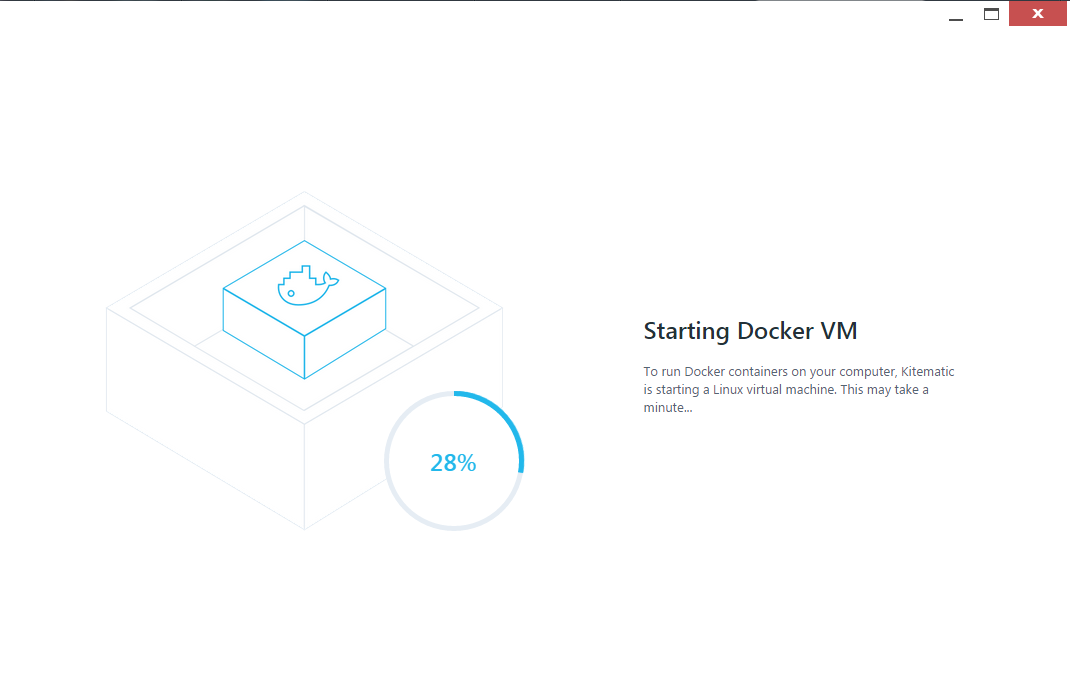 Starting Docker VM
To run Docker containers on your computer, Kitematic
is starting a Linux virtual machine. This may take a
minute...
28%